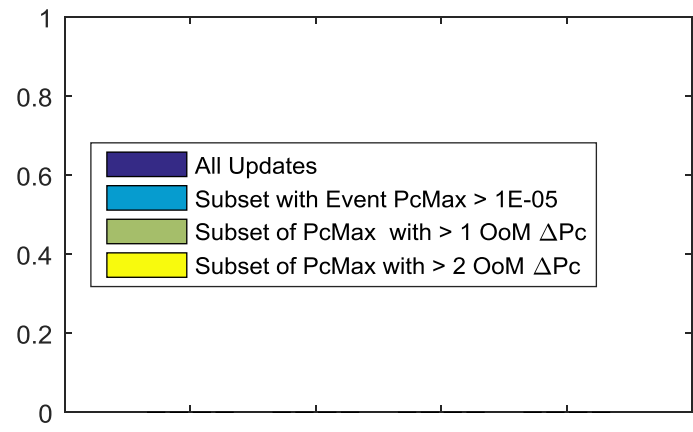 1
0.8
0.6
0.4
0.2
0
All Updates
Subset with Event PcMax > 1E-05
Subset of PcMax with > 1 OoM ΔPc
Subset of PcMax with > 2 OoM ΔPc